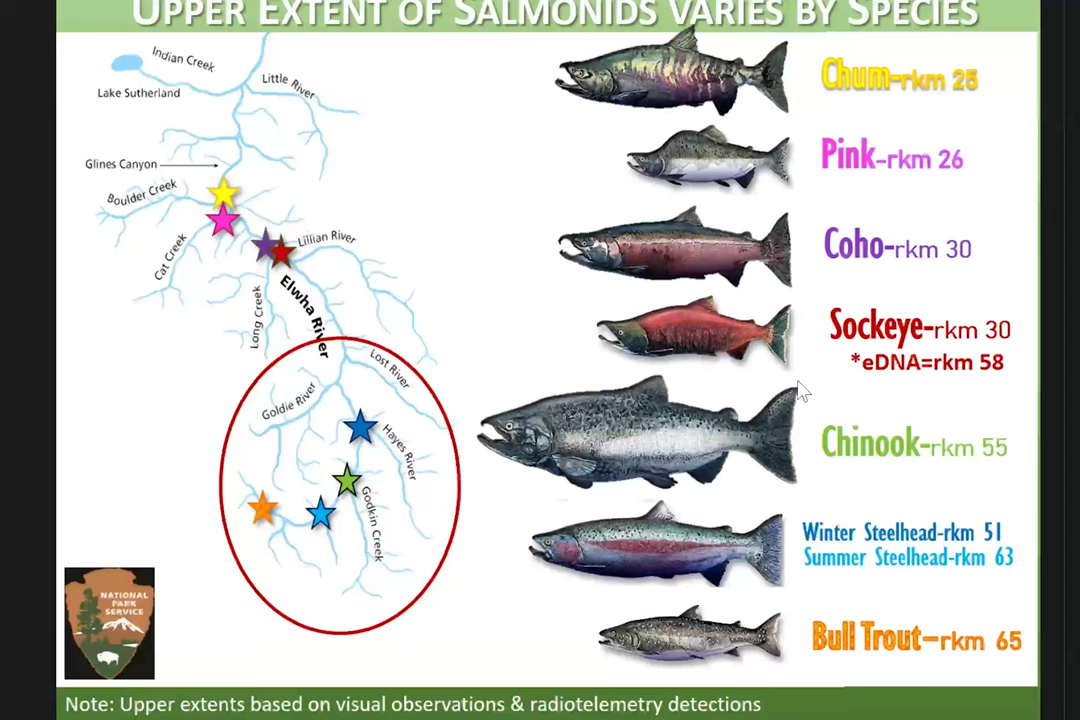 UPPER EXTENT OF SALMONIDS VARIES BY SPECIES
Indian Creek
Little River
Lake Sutherland
Glines Canyon
Boulder Creek
Cat Creek
Lillian River
Long Creek
Elwha River
Lost River
Goldie River
Hayes River
Godkin Creek
Chum-rkm 25
Pink-rkm 26
Coho-rkm 30
Sockeye-rkm 30
*eDNA=rkm 58
Chinook-rkm 55
Winter Steelhead-rkm 51
Summer Steelhead-rkm 63
Bull Trout–rkm 65
NATIONAL
PARK
SERVICE
Note: Upper extents based on visual observations & radiotelemetry detections